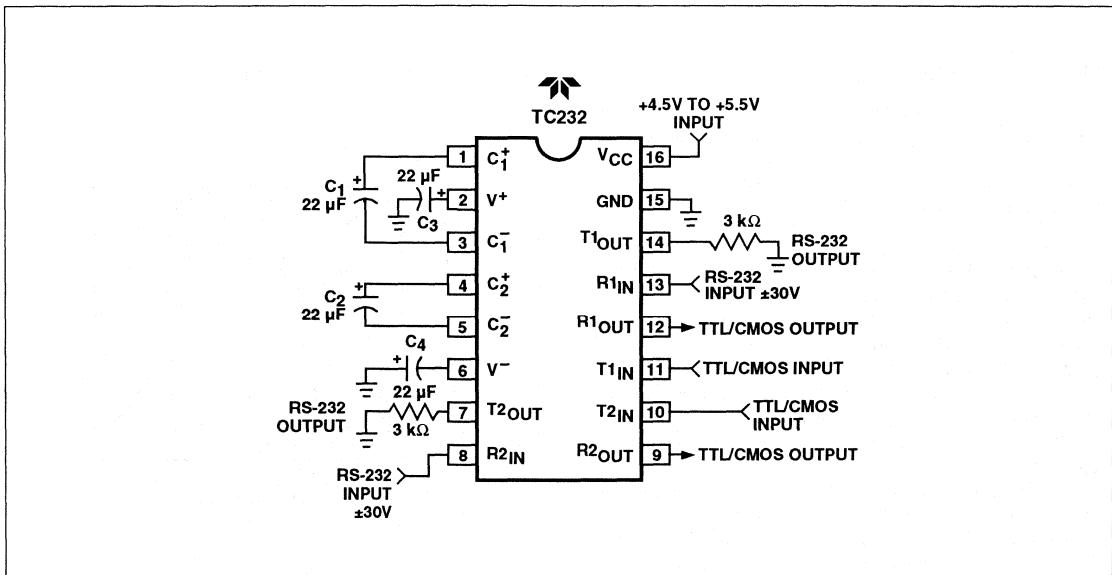 TC232
+4.5V TO +5.5V
INPUT
1 C1+ VCC 16
C1
22 µF
+
22 µF
+
C3
2 V+ GND 15
3 C1− T1OUT 14
3 kΩ
RS-232
OUTPUT
4 C2+ R1IN 13
RS-232
INPUT ±30V
C2
22 µF
+
5 C2− R1OUT 12 TTL/CMOS OUTPUT
C4
+
22 µF
6 V− T1IN 11 TTL/CMOS INPUT
RS-232
OUTPUT
3 kΩ
7 T2OUT T2IN 10 TTL/CMOS
INPUT
8 R2IN R2OUT 9 TTL/CMOS OUTPUT
RS-232
INPUT
±30V